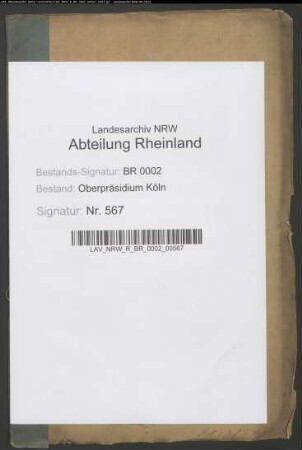 Landesarchiv NRW
Abteilung Rheinland
Bestands-Signatur: BR 0002
Bestand: Oberpräsidium Köln
Signatur: Nr. 567
LAV_NRW_R_BR_0002_00567